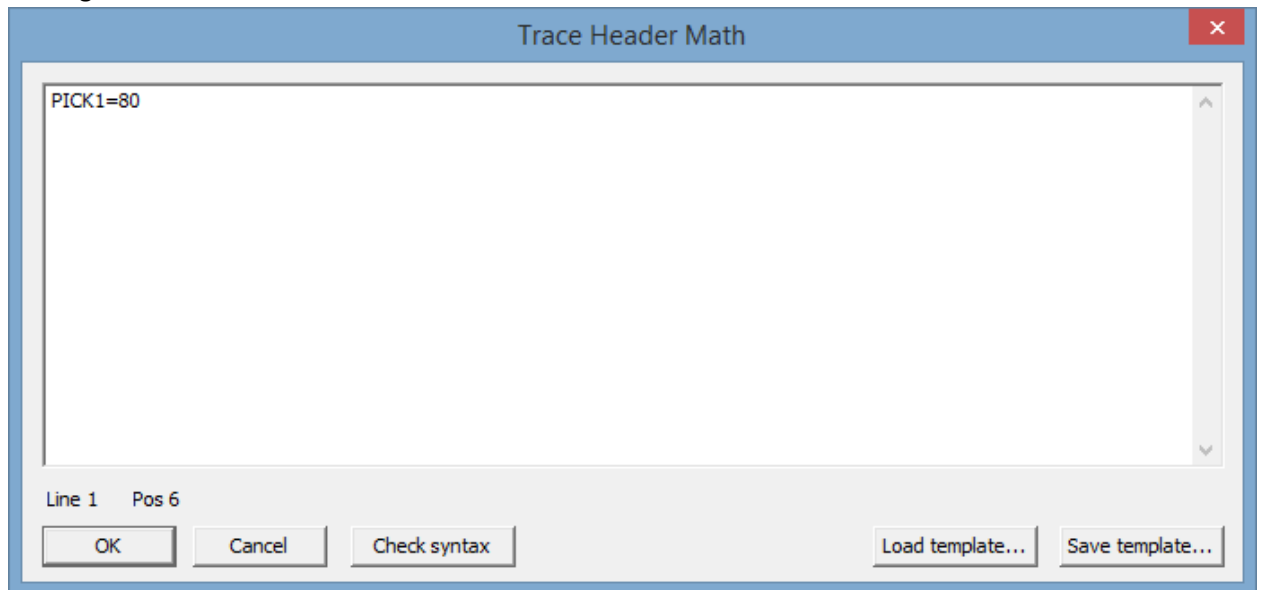 Trace Header Math
PICK1=80
Line 1 Pos 6
OK Cancel Check syntax Load template... Save template...